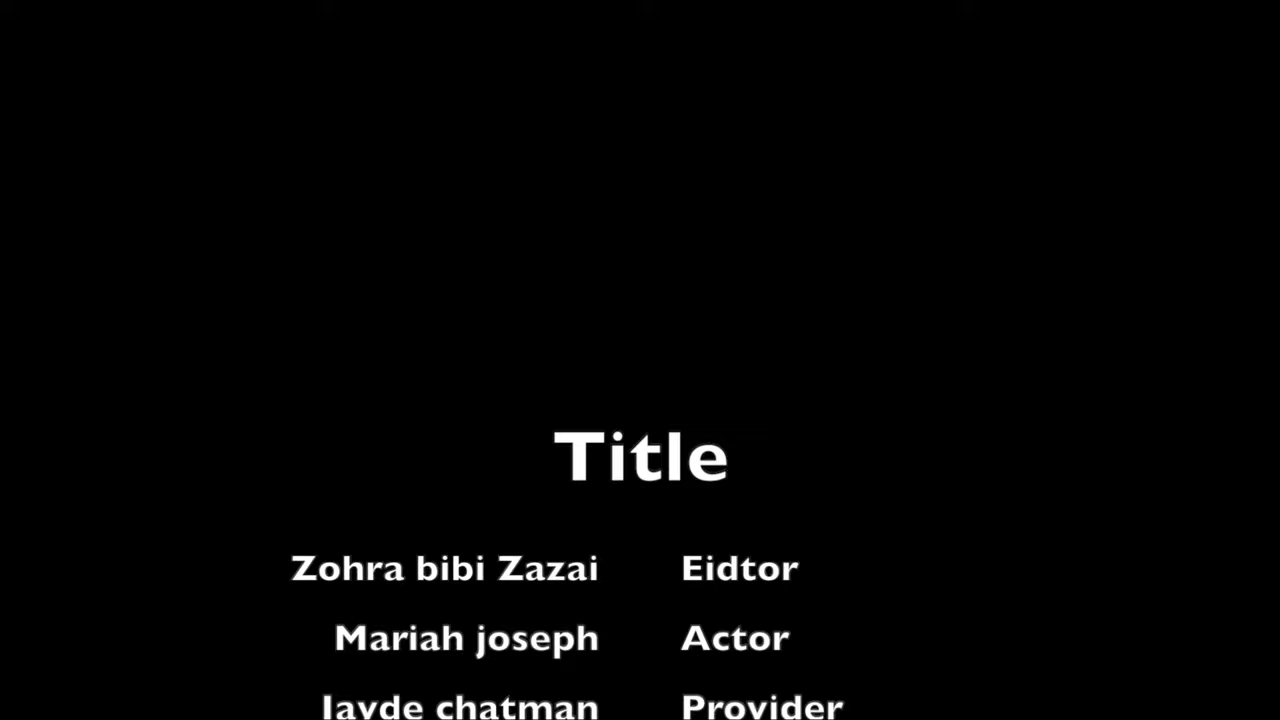 Title
Zohra bibi Zazai Eidtor
Mariah joseph Actor
Jayde chatman Provider